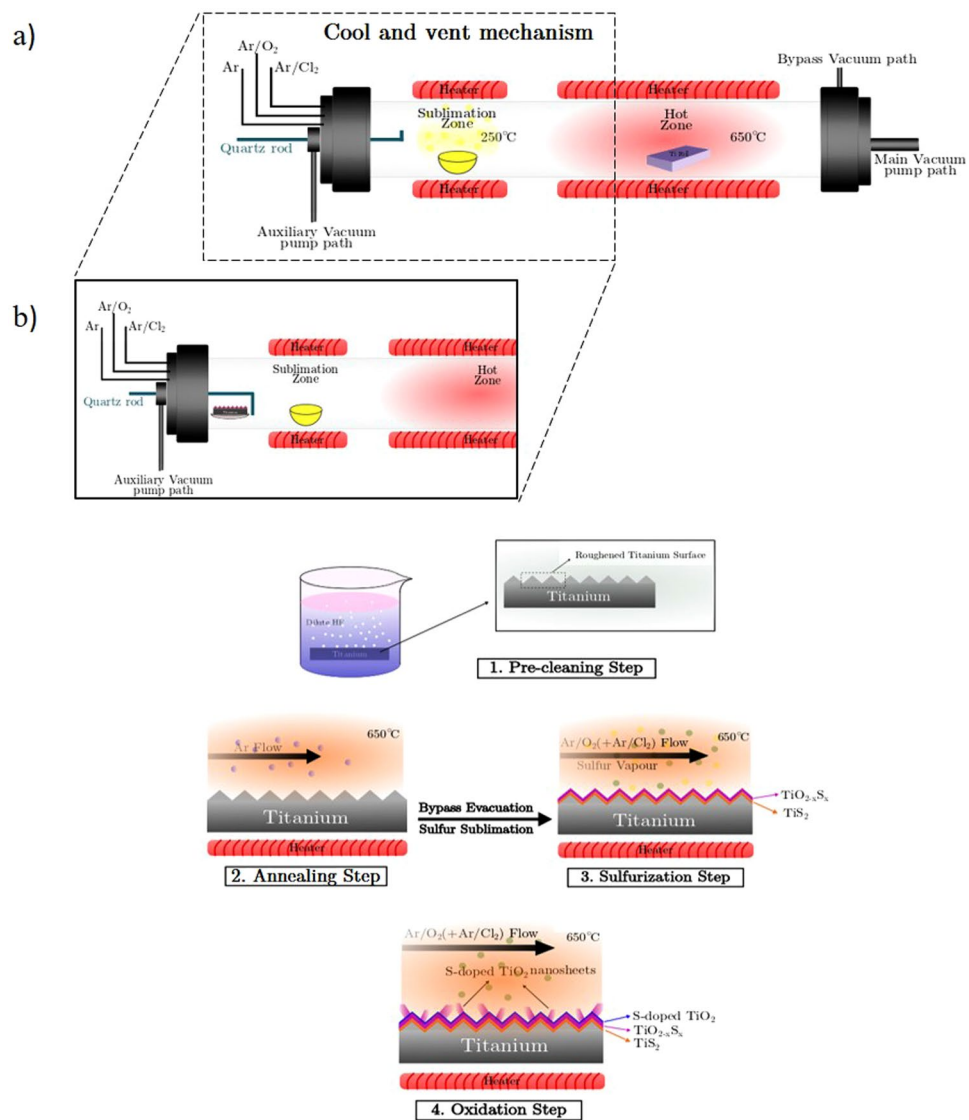 a)
Cool and vent mechanism
Ar/O₂
Ar
Ar/Cl₂
Bypass Vacuum path
Heater
Heater
Sublimation
Zone
250℃
Hot
Zone
650℃
Quartz rod
Main Vacuum
pump path
Heater
Heater
Auxiliary Vacuum
pump path
b)
Ar/O₂
Ar
Ar/Cl₂
Heater
Heater
Sublimation
Zone
Hot
Zone
Quartz rod
Heater
Heater
Auxiliary Vacuum
pump path
Roughened Titanium Surface
Titanium
Dilute HF
Titanium
1. Pre-cleaning Step
650℃
Ar Flow
Titanium
Heater
2. Annealing Step
Bypass Evacuation
Sulfur Sublimation
650℃
Ar/O₂(+Ar/Cl₂) Flow
Sulfur Vapour
TiO₂₋ₓSₓ
TiS₂
Titanium
Heater
3. Sulfurization Step
Ar/O₂(+Ar/Cl₂) Flow
650℃
S-doped TiO₂ nanosheets
S-doped TiO₂
TiO₂₋ₓSₓ
TiS₂
Titanium
Heater
4. Oxidation Step